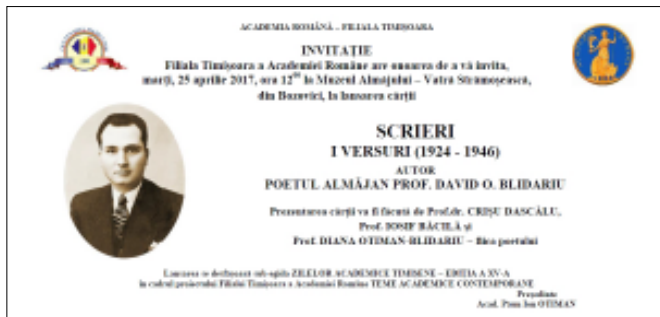 ACADEMIA ROMÂNĂ – FILIALA TIMIȘOARA
INVITAȚIE
Filiala Timișoara a Academiei Române are onoarea de a vă invita,
marți, 25 aprilie 2017, ora 12⁰⁰ la Muzeul Almăjului – Vatră Strămoșească,
din Bozovici, la lansarea cărții
SCRIERI
I VERSURI (1924 - 1946)
AUTOR
POETUL ALMĂJAN PROF. DAVID O. BLIDARIU
Prezentarea cărții va fi făcută de Prof.dr. CRIȘU DASCĂLU,
Prof. IOSIF BĂCILĂ și
Prof. DIANA OTIMAN-BLIDARIU – fiica poetului
Lansarea se desfășoară sub egida ZILELOR ACADEMICE TIMIȘENE – EDIȚIA A XV-A
în cadrul proiectului Filialei Timișoara a Academiei Române TEME ACADEMICE CONTEMPORANE
Președinte
Acad. Păun Ion OTIMAN